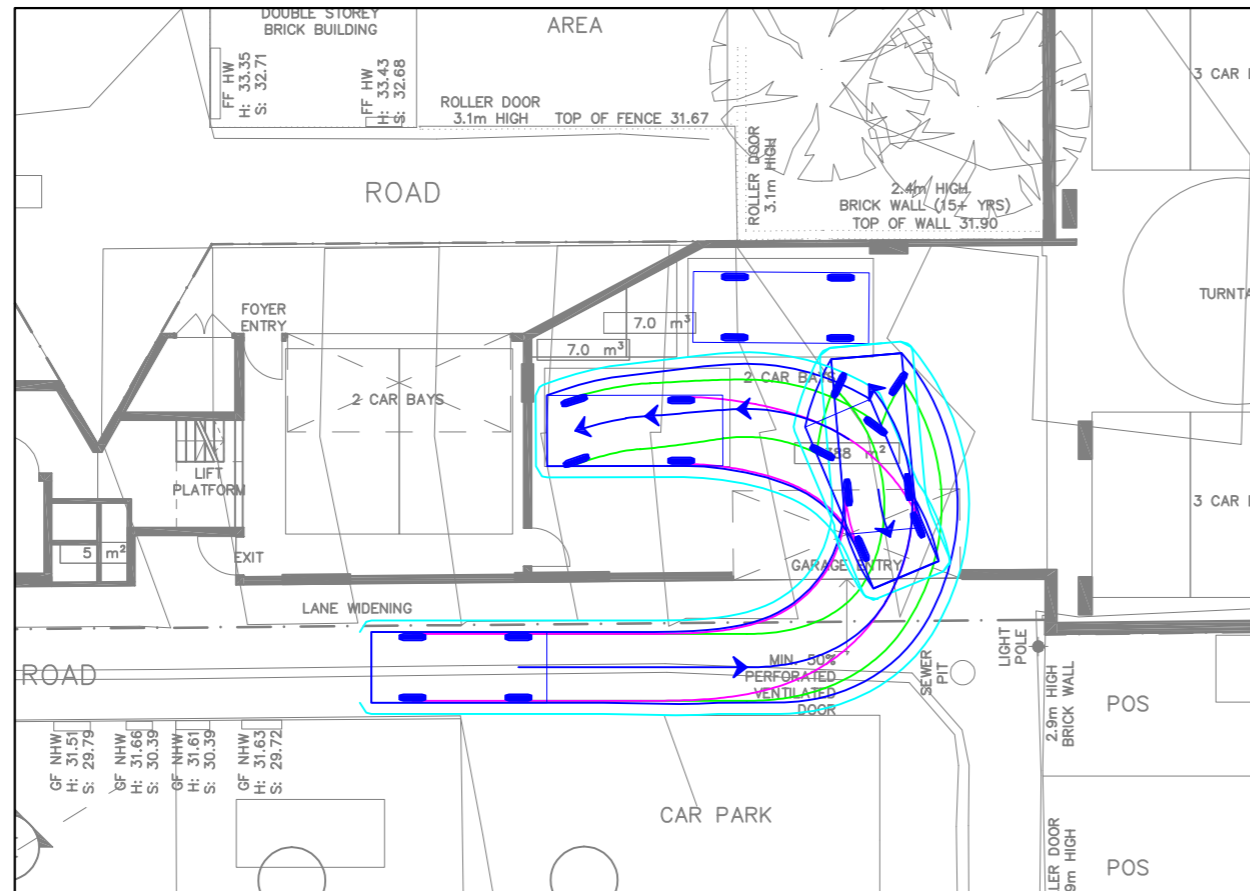 DOUBLE STOREY
BRICK BUILDING
AREA
FF HW
H: 33.35
S: 32.71
FF HW
H: 33.43
S: 32.68
ROLLER DOOR
3.1m HIGH
TOP OF FENCE 31.67
ROLLER DOOR
3.1m HIGH
3 CAR
ROAD
2.4m HIGH
BRICK WALL (15+ YRS)
TOP OF WALL 31.90
TURNTA
FOYER
ENTRY
7.0 m³
7.0 m³
2 CAR BAYS
2 CAR BAYS
88 m²
LIFT
PLATFORM
3 CAR
5 m²
EXIT
GARAGE ENTRY
LANE WIDENING
ROAD
MIN. 50%
PERFORATED
VENTILATED
DOOR
SEWER
PIT
LIGHT
POLE
2.9m HIGH
BRICK WALL
POS
GF NHW
H: 31.51
S: 29.79
GF NHW
H: 31.66
S: 30.39
GF NHW
H: 31.61
S: 30.39
GF NHW
H: 31.63
S: 29.72
CAR PARK
LLER DOOR
9m HIGH
POS